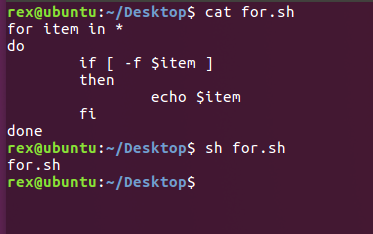 rex@ubuntu:~/Desktop$ cat for.sh
for item in *
do
        if [ -f $item ]
        then
                echo $item
        fi
done
rex@ubuntu:~/Desktop$ sh for.sh
for.sh
rex@ubuntu:~/Desktop$